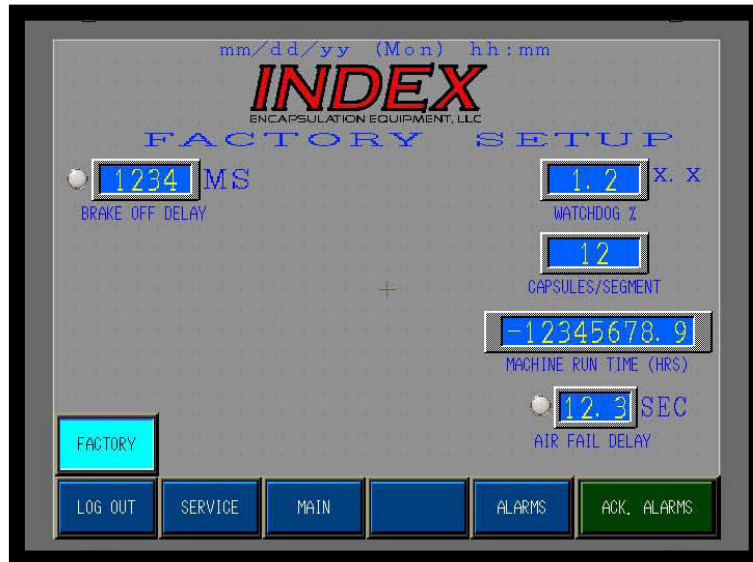 mm/dd/yy (Mon) hh:mm
INDEX
ENCAPSULATION EQUIPMENT, LLC
FACTORY SETUP
1234 MS
BRAKE OFF DELAY
1.2 X.X
WATCHDOG %
12
CAPSULES/SEGMENT
-12345678.9
MACHINE RUN TIME (HRS)
12.3 SEC
AIR FAIL DELAY
FACTORY
LOG OUT SERVICE MAIN ALARMS ACK. ALARMS